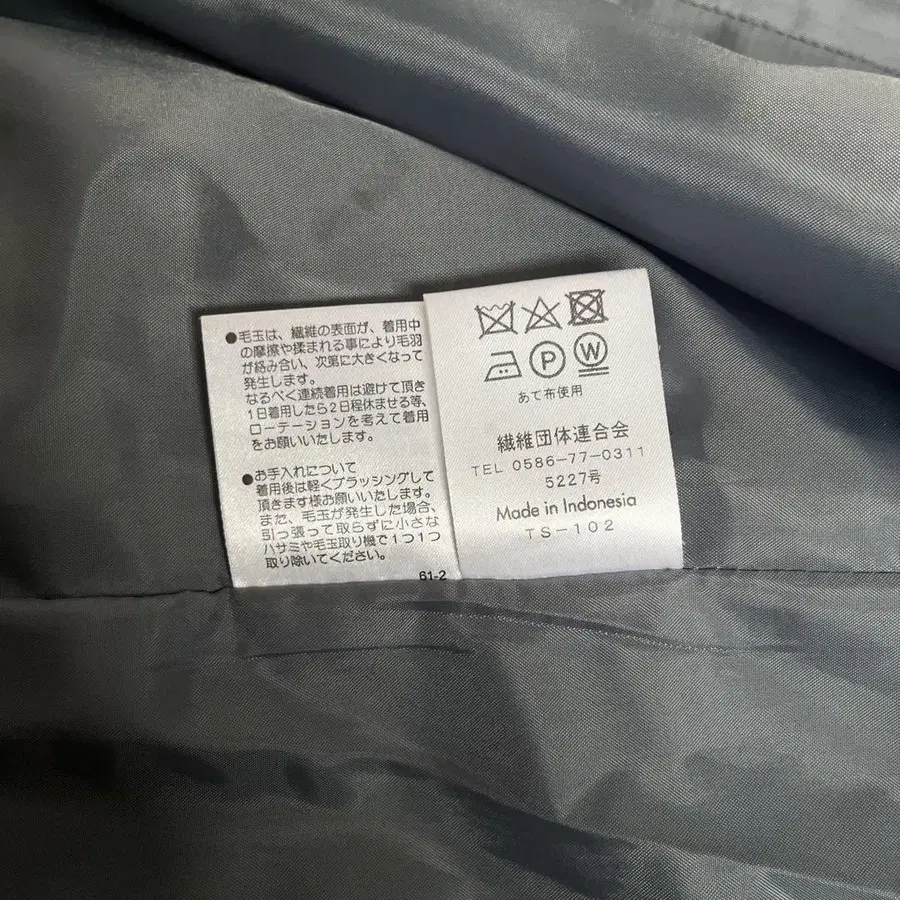 ●毛玉は、繊維の表面が、着用中
の摩擦や揉まれる事により毛羽
が絡み合い、次第に大きくなって
発生します。
なるべく連続着用は避けて頂き
1日着用したら2日程休ませる等、
ローテーションを考えて着用
をお願いいたします。
●お手入れについて
着用後は軽くブラッシングして
頂きます様お願いいたします。
また、毛玉が発生した場合、
引っ張って取らずに小さな
ハサミや毛玉取り機で1つ1つ
取り除いてください。
61-2
P
W
あて布使用
繊維団体連合会
TEL 0586-77-0311
5227号
Made in Indonesia
TS-102